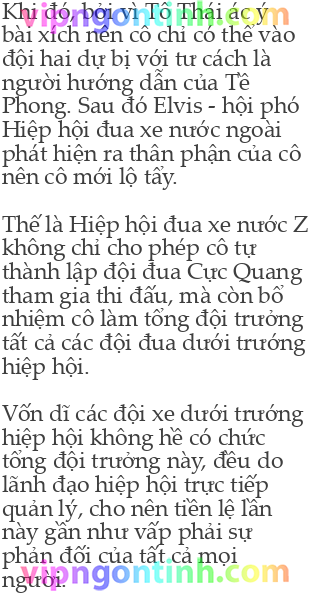 Khi đó, bởi vì Tô Thái ác ý
vipngontinh.com
bài xích nên cô chỉ có thể vào
đội hai dự bị với tư cách là
người hướng dẫn của Tề
Phong. Sau đó Elvis - hội phó
Hiệp hội đua xe nước ngoài
phát hiện ra thân phận của cô
nên cô mới lộ tẩy.
Thế là Hiệp hội đua xe nước Z
không chỉ cho phép cô tự
thành lập đội đua Cực Quang
tham gia thi đấu, mà còn bổ
nhiệm cô làm tổng đội trưởng
tất cả các đội đua dưới trướng
hiệp hội.
Vốn dĩ các đội xe dưới trướng
hiệp hội không hề có chức
tổng đội trưởng này, đều do
lãnh đạo hiệp hội trực tiếp
quản lý, cho nên tiền lệ lần
này gần như vấp phải sự
phản đối của tất cả mọi
vipngontinh.com
người.